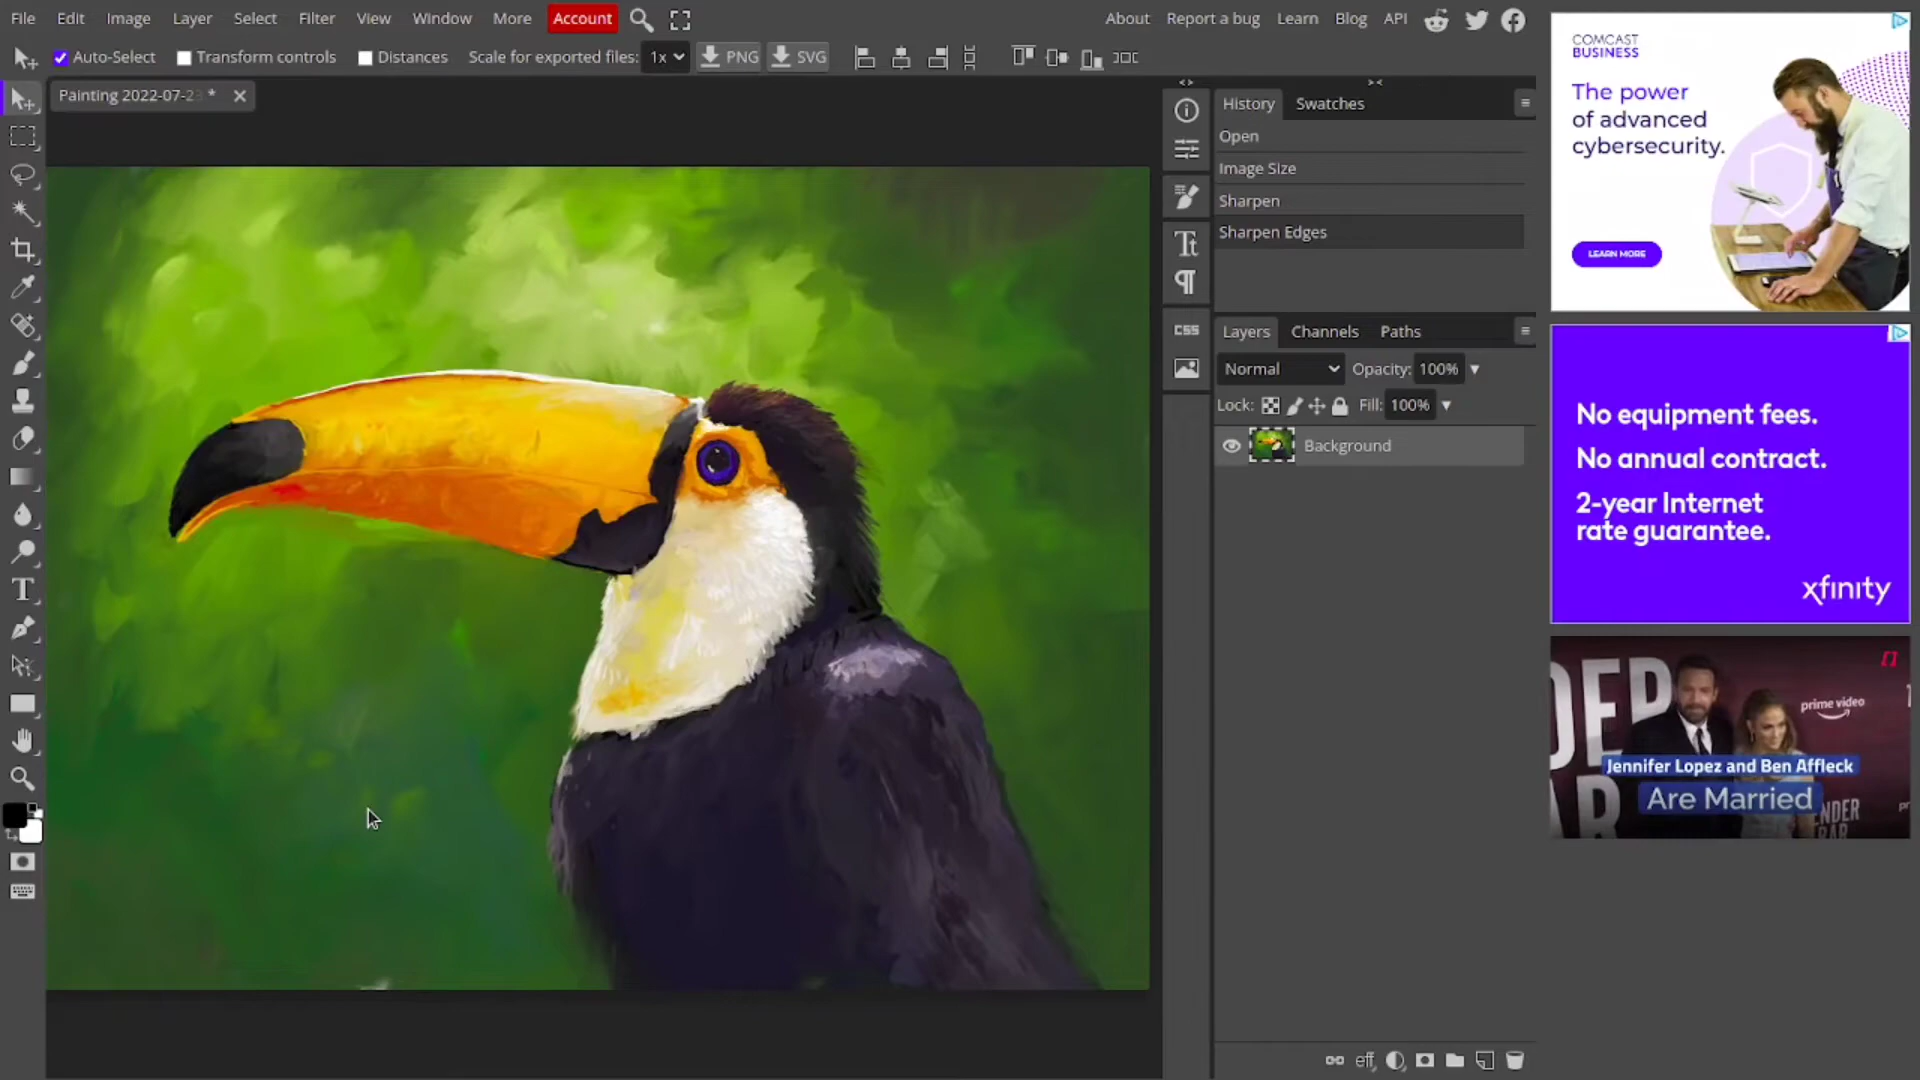 File Edit Image Layer Select Filter View Window More Account
About Report a bug Learn Blog API
Auto-Select Transform controls Distances Scale for exported files: 1x PNG SVG
Painting 2022-07-23 *
History Swatches
Open
Image Size
Sharpen
Sharpen Edges
CSS
Layers Channels Paths
Normal Opacity: 100%
Lock: Fill: 100%
Background
eff
COMCAST
BUSINESS
The power
of advanced
cybersecurity.
LEARN MORE
No equipment fees.
No annual contract.
2-year Internet
rate guarantee.
xfinity
prime video
Jennifer Lopez and Ben Affleck
Are Married